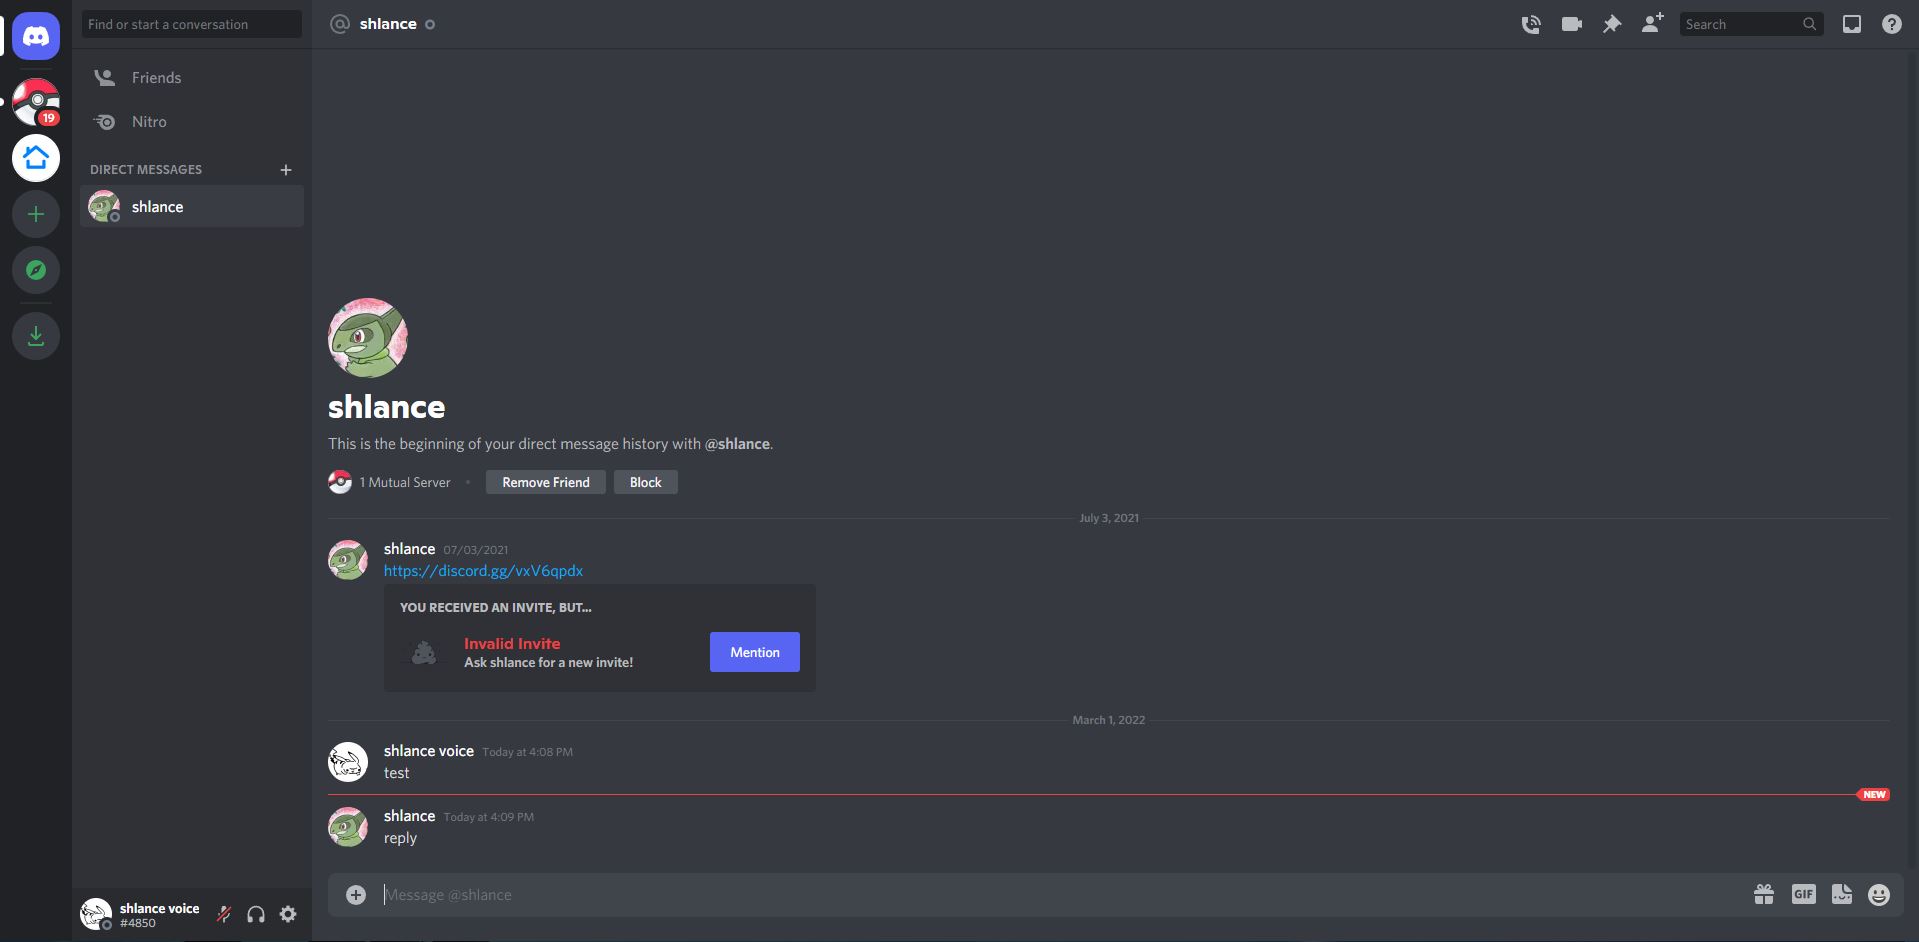 Find or start a conversation
shlance
Search
Friends
Nitro
19
DIRECT MESSAGES
shlance
shlance
This is the beginning of your direct message history with @shlance.
1 Mutual Server
Remove Friend
Block
July 3, 2021
shlance 07/03/2021
https://discord.gg/vxV6qpdx
YOU RECEIVED AN INVITE, BUT...
Invalid Invite
Ask shlance for a new invite!
Mention
March 1, 2022
shlance voice Today at 4:08 PM
test
NEW
shlance Today at 4:09 PM
reply
Message @shlance
GIF
shlance voice
#4850